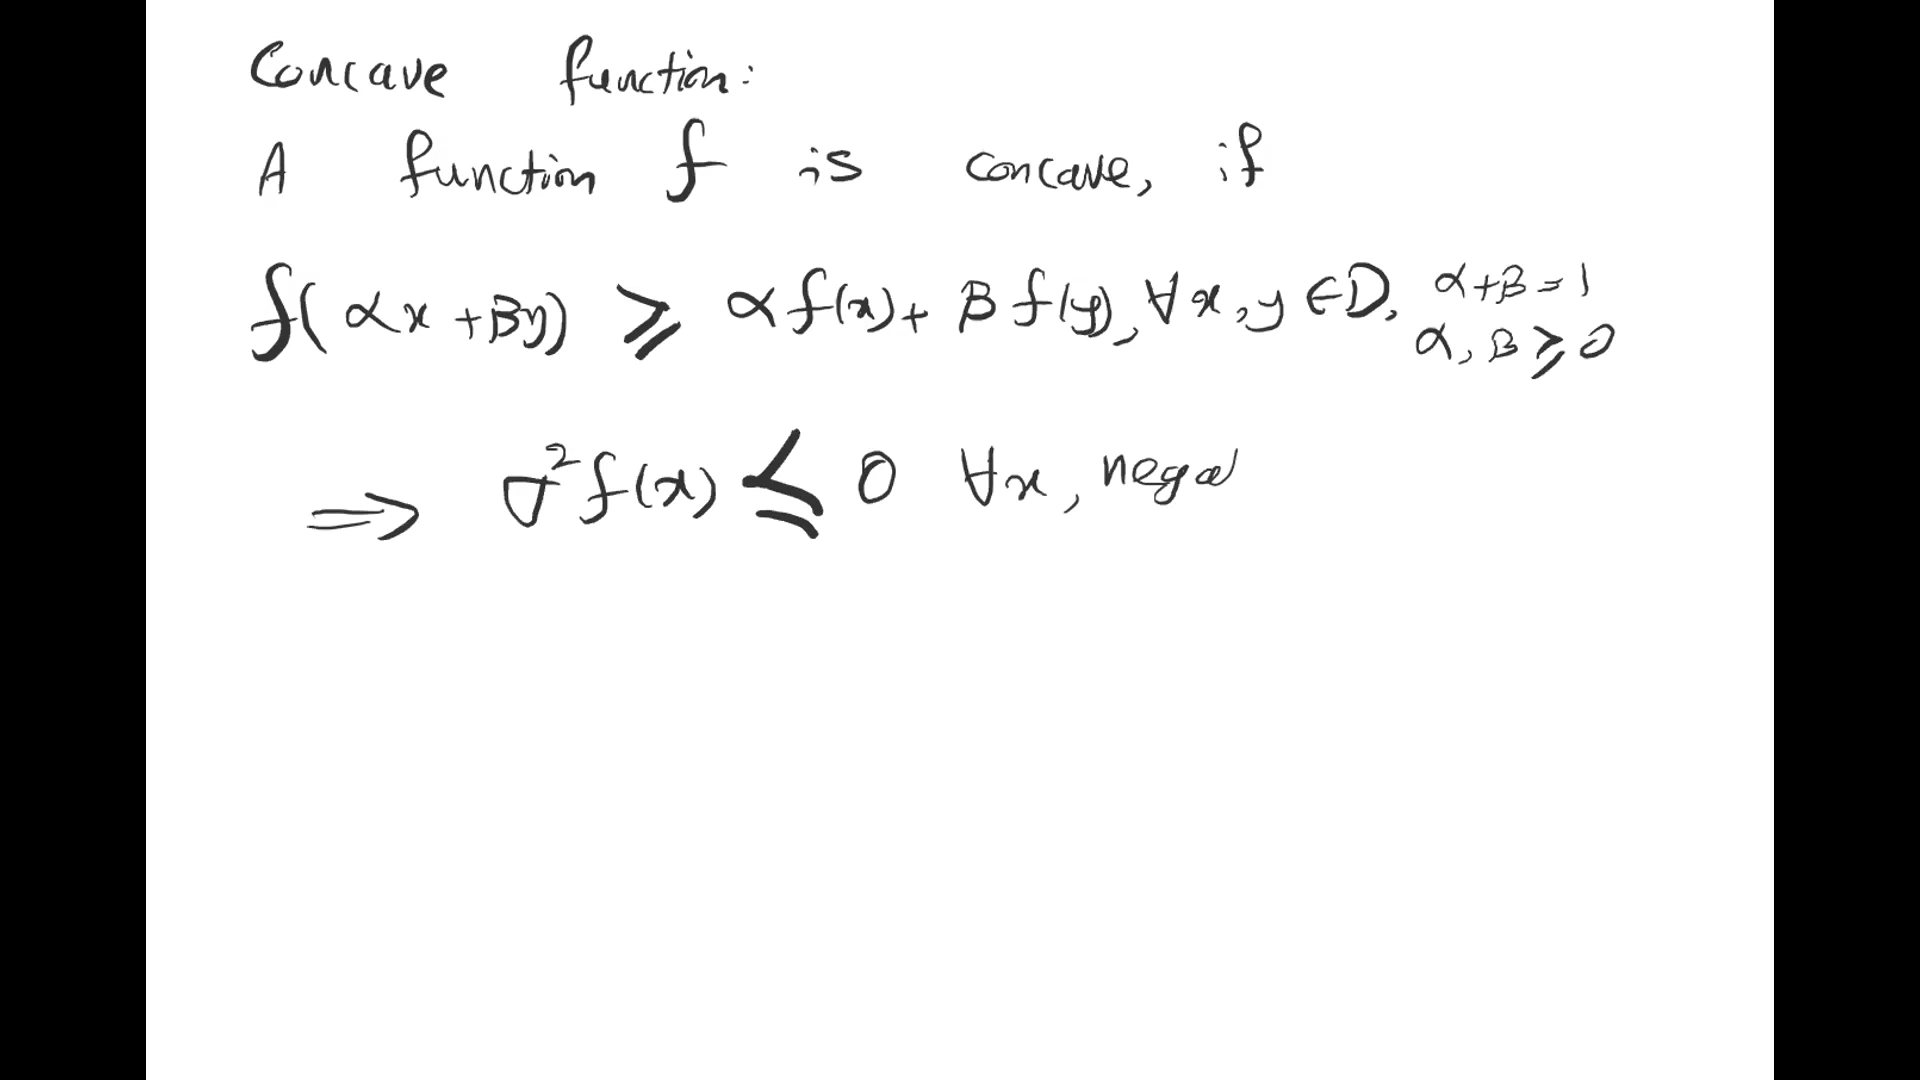 Concave function:
A function f is concave, if
f(αx + βy) ⩾ αf(x) + βf(y), ∀x, y ∈ D, α+β=1
α, β ⩾ 0
⇒ ∇²f(x) ⩽ 0 ∀x, nega